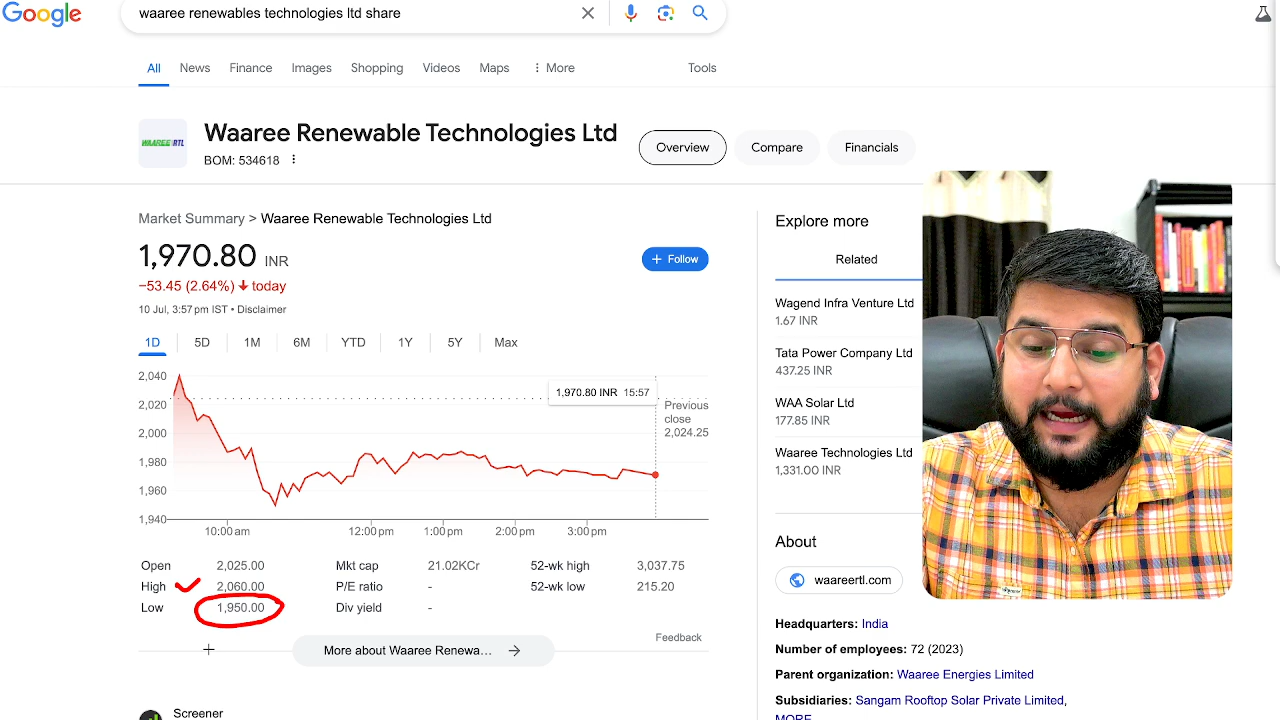 Google
waaree renewables technologies ltd share
All News Finance Images Shopping Videos Maps More Tools
WAAREE RTL
Waaree Renewable Technologies Ltd
BOM: 534618
Overview Compare Financials
Market Summary > Waaree Renewable Technologies Ltd
1,970.80 INR
+ Follow
−53.45 (2.64%) today
10 Jul, 3:57 pm IST • Disclaimer
1D 5D 1M 6M YTD 1Y 5Y Max
2,040
2,020
2,000
1,980
1,960
1,940
1,970.80 INR 15:57
Previous
close
2,024.25
10:00 am 12:00 pm 1:00 pm 2:00 pm 3:00 pm
Open 2,025.00 Mkt cap 21.02KCr 52-wk high 3,037.75
High 2,060.00 P/E ratio - 52-wk low 215.20
Low 1,950.00 Div yield -
Feedback
More about Waaree Renewa…
Screener
Explore more
Related
Wagend Infra Venture Ltd
1.67 INR
Tata Power Company Ltd
437.25 INR
WAA Solar Ltd
177.85 INR
Waaree Technologies Ltd
1,331.00 INR
About
waareertl.com
Headquarters: India
Number of employees: 72 (2023)
Parent organization: Waaree Energies Limited
Subsidiaries: Sangam Rooftop Solar Private Limited,
MORE